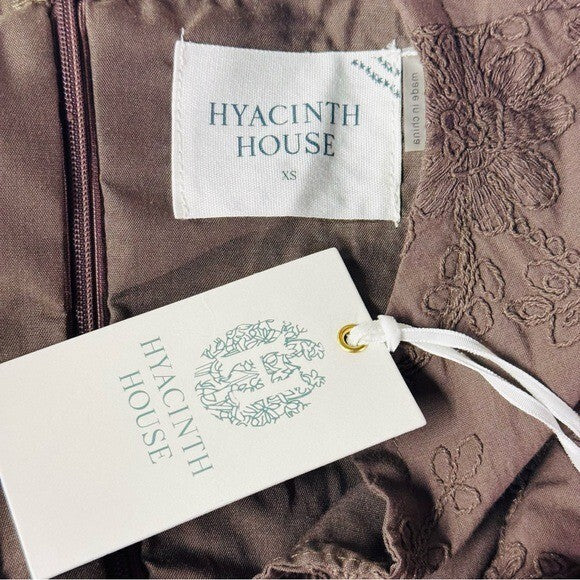 HYACINTH
HOUSE
XS
made in china
HYACINTH
HOUSE